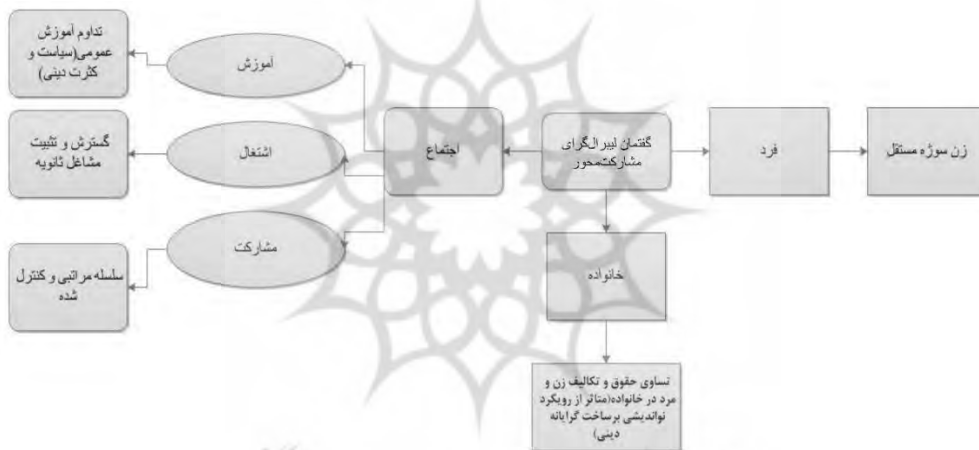 تداوم آموزش
عمومی(سیاست و
کثرت دینی)
آموزش
گسترش و تثبیت
مشاغل ثانویه
اشتغال
سلسله مراتبی و کنترل
شده
مشارکت
اجتماع
گفتمان لیبرال‌گرای
مشارکت‌محور
فرد
زن سوژه مستقل
خانواده
تساوی حقوق و تکالیف زن و
مرد در خانواده(متاثر از رویکرد
نواندیشی برساخت گرایانه
دینی)